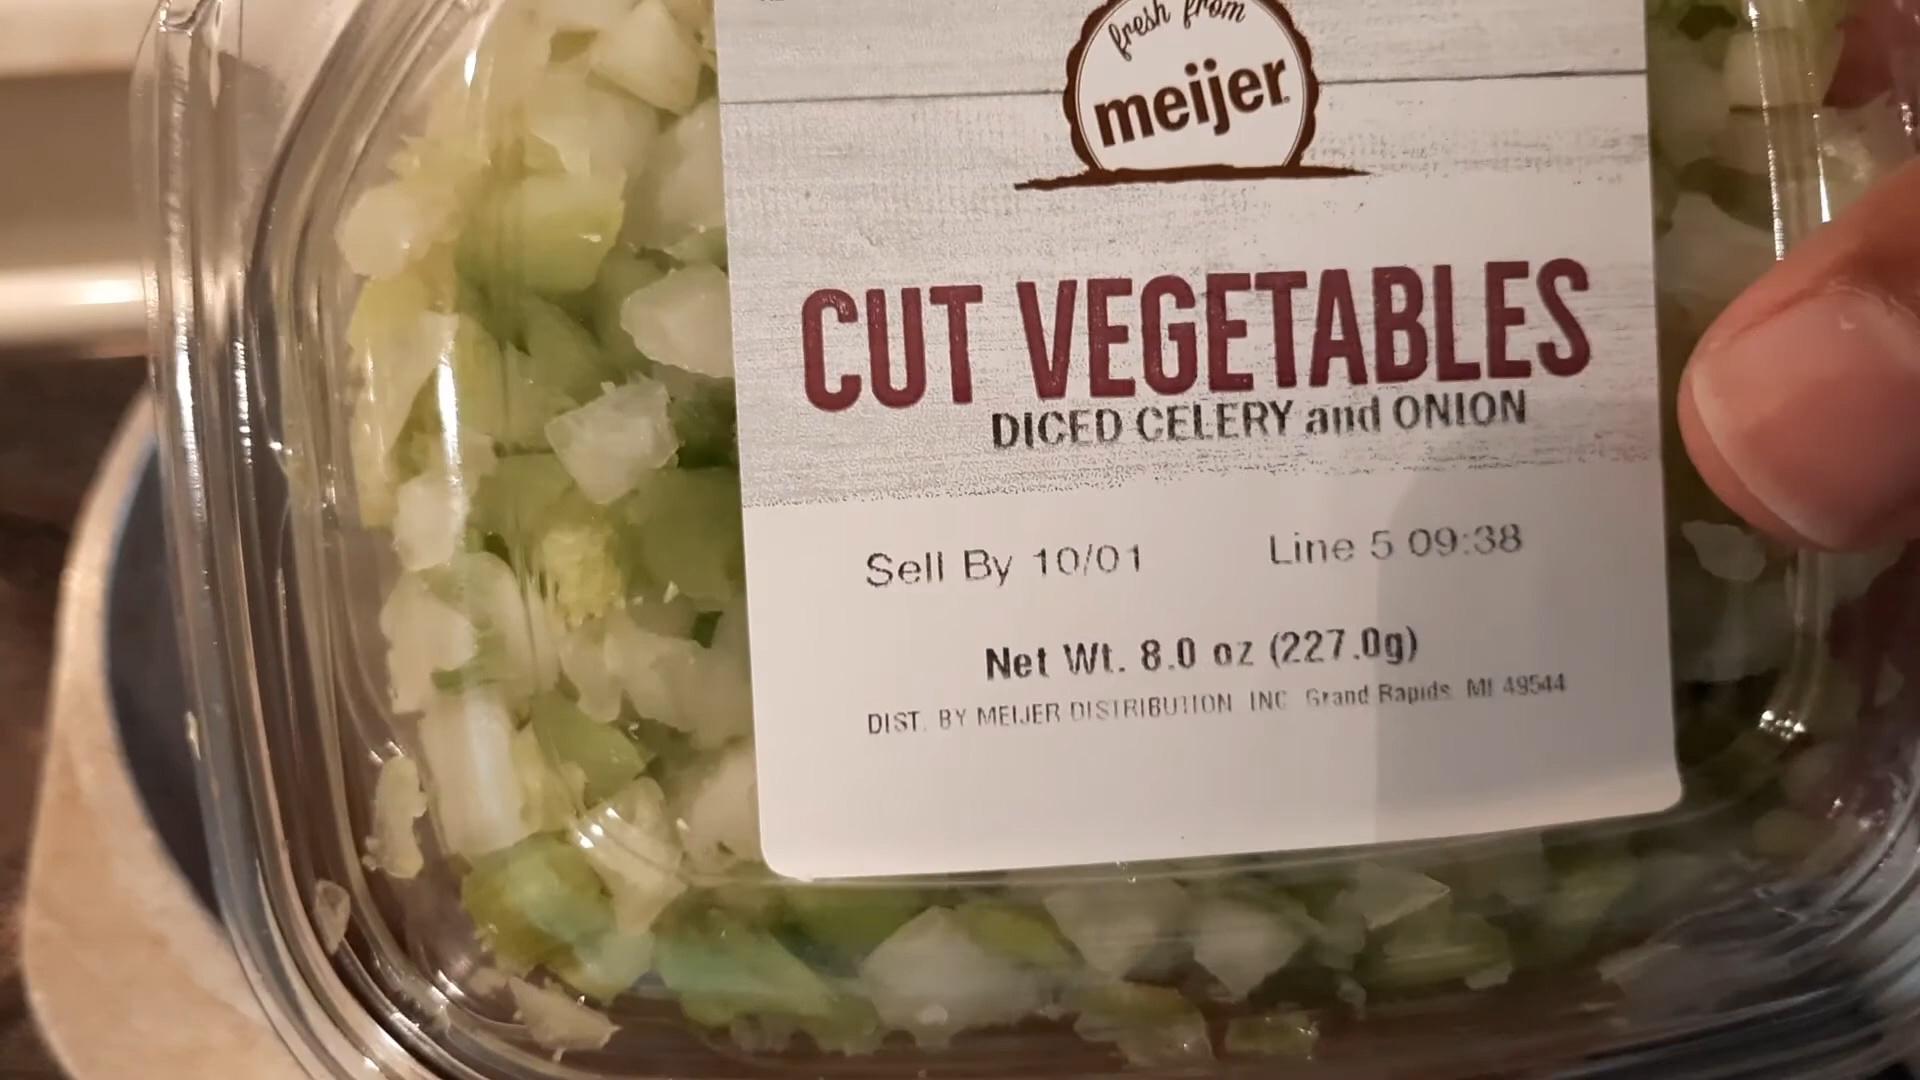 fresh from
meijer
CUT VEGETABLES
DICED CELERY and ONION
Sell By 10/01 Line 5 09:38
Net Wt. 8.0 oz (227.0g)
DIST. BY MEIJER DISTRIBUTION INC Grand Rapids MI 49544